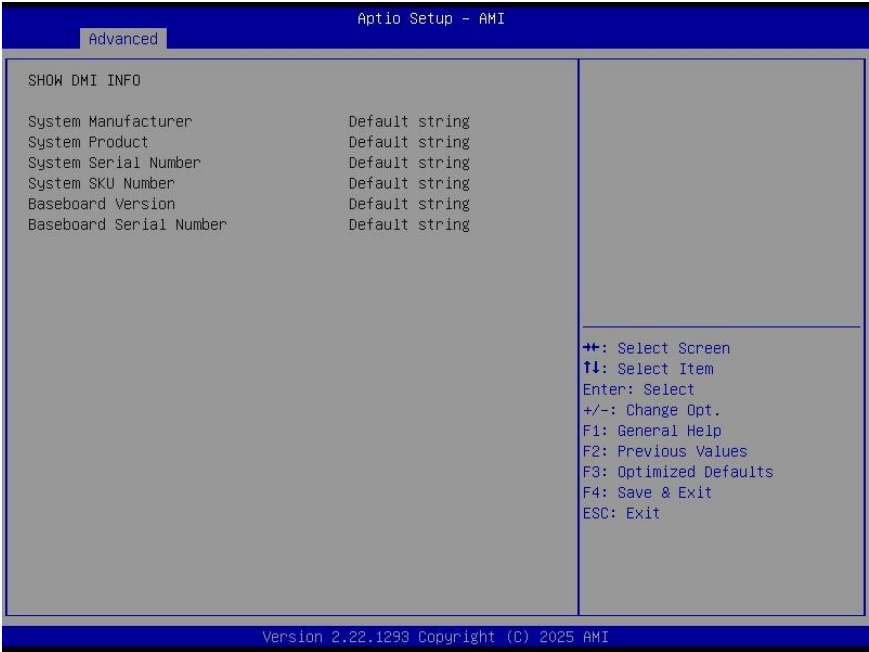 Aptio Setup - AMI
Advanced
SHOW DMI INFO
System Manufacturer Default string
System Product Default string
System Serial Number Default string
System SKU Number Default string
Baseboard Version Default string
Baseboard Serial Number Default string
→←: Select Screen
↑↓: Select Item
Enter: Select
+/-: Change Opt.
F1: General Help
F2: Previous Values
F3: Optimized Defaults
F4: Save & Exit
ESC: Exit
Version 2.22.1293 Copyright (C) 2025 AMI